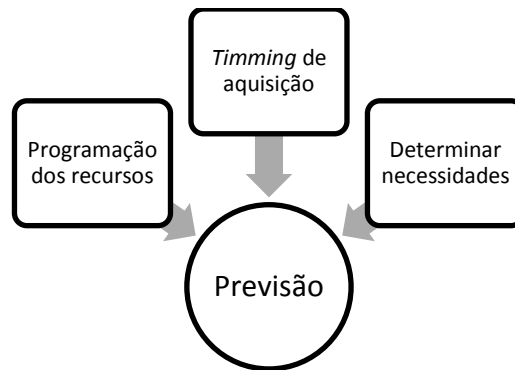 Timming de
aquisição
Programação
dos recursos
Determinar
necessidades
Previsão